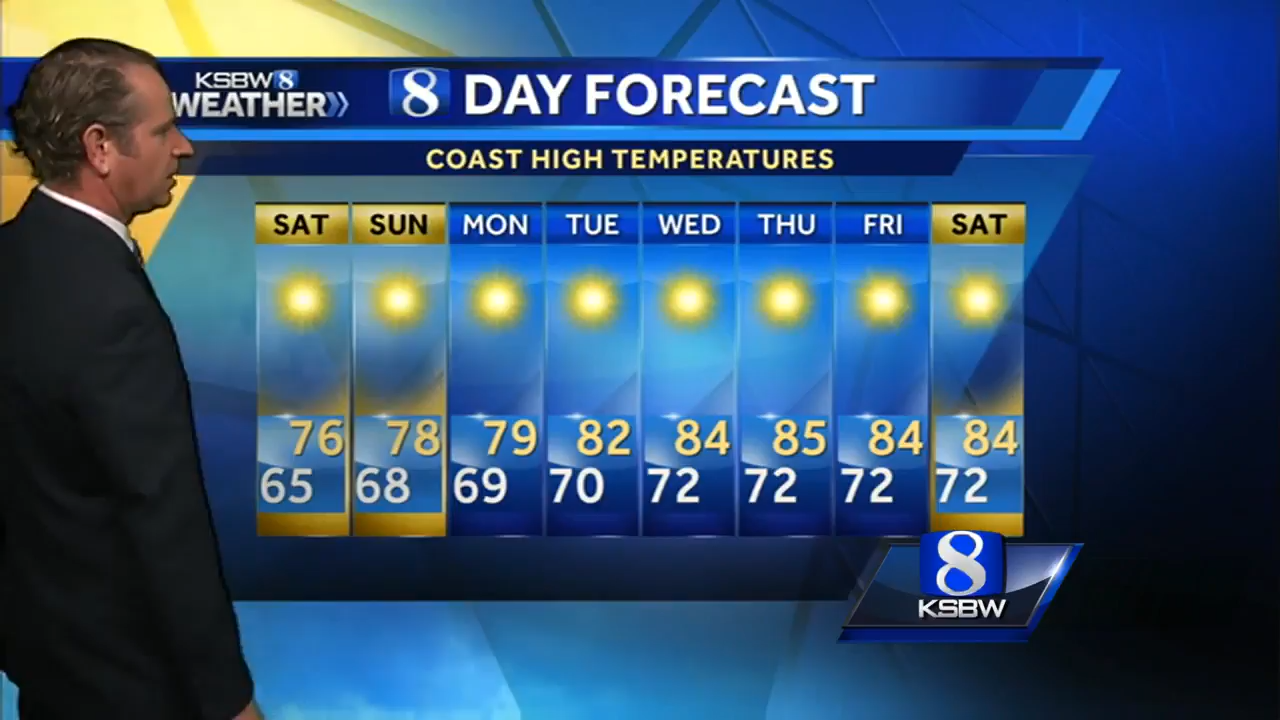 KSBW 8
WEATHER
8 DAY FORECAST
COAST HIGH TEMPERATURES
SAT SUN MON TUE WED THU FRI SAT
76 78 79 82 84 85 84 84
65 68 69 70 72 72 72 72
8
KSBW